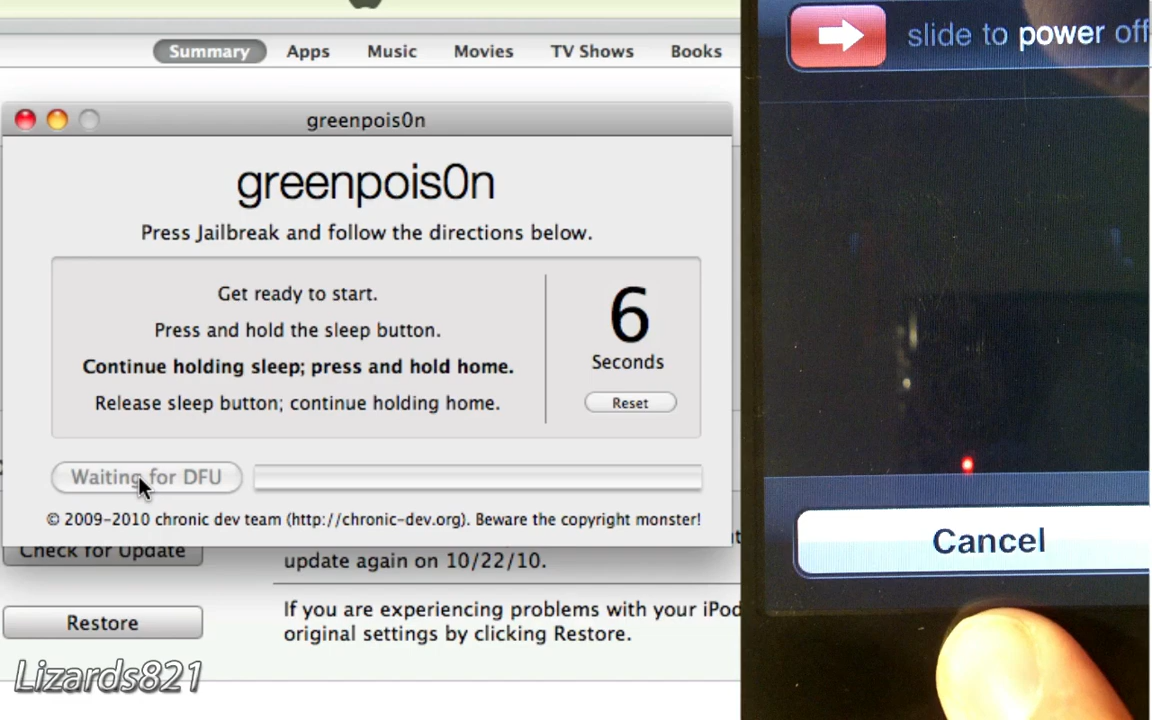 Summary Apps Music Movies TV Shows Books
greenpois0n
greenpois0n
Press Jailbreak and follow the directions below.
Get ready to start.
Press and hold the sleep button.
Continue holding sleep; press and hold home.
Release sleep button; continue holding home.
6
Seconds
Reset
Waiting for DFU
© 2009-2010 chronic dev team (http://chronic-dev.org). Beware the copyright monster!
Check for Update
update again on 10/22/10.
Restore
If you are experiencing problems with your iPod
original settings by clicking Restore.
Lizards821
slide to power off
Cancel